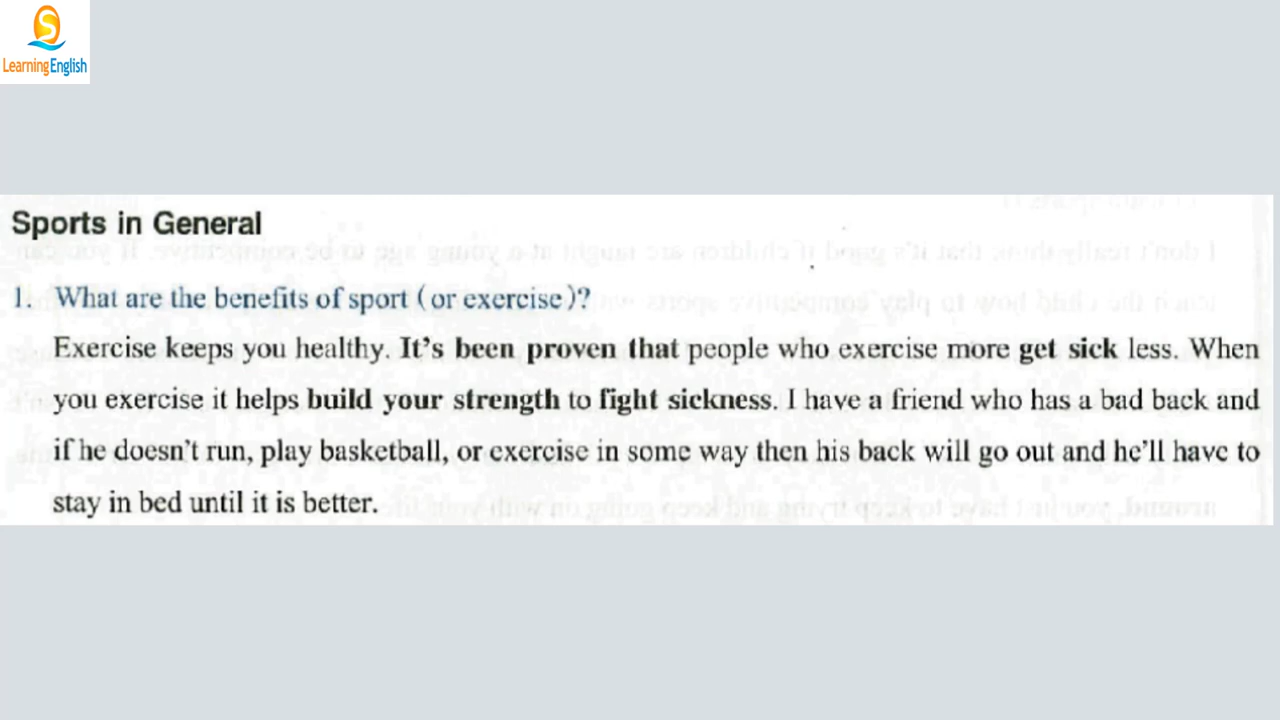 LearningEnglish
Sports in General
1. What are the benefits of sport (or exercise)?
Exercise keeps you healthy. It's been proven that people who exercise more get sick less. When
you exercise it helps build your strength to fight sickness. I have a friend who has a bad back and
if he doesn't run, play basketball, or exercise in some way then his back will go out and he'll have to
stay in bed until it is better.